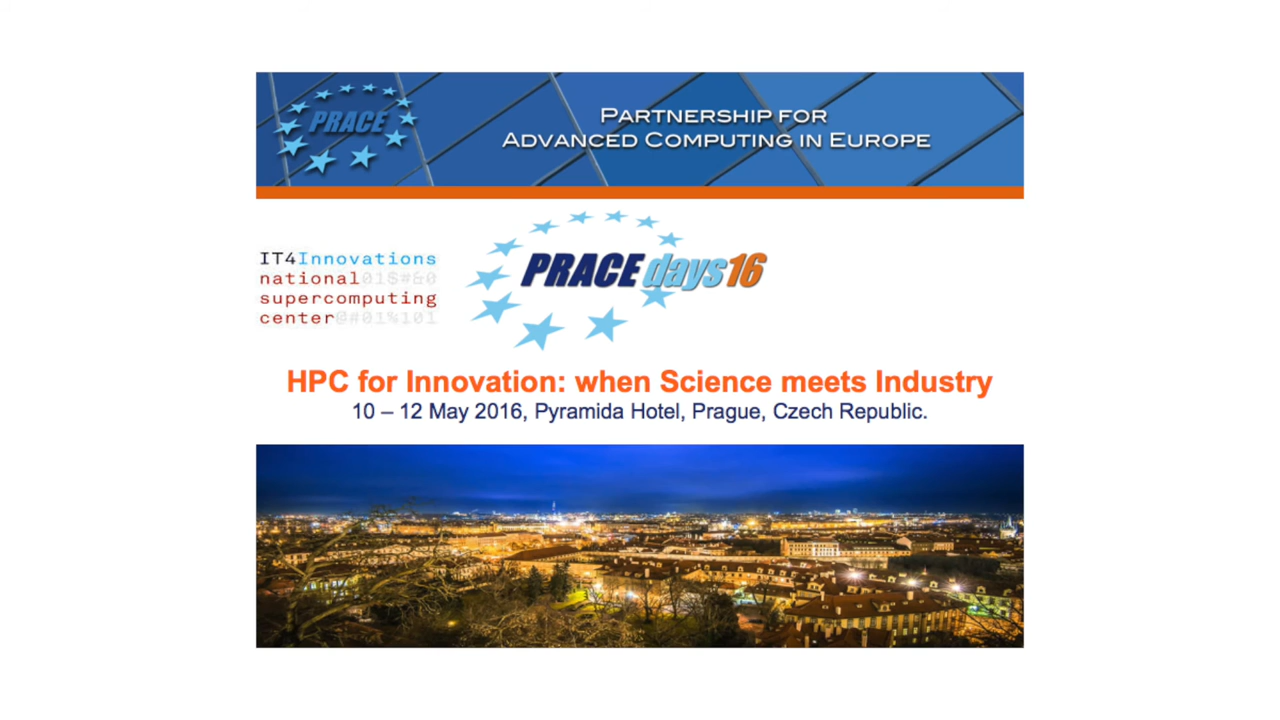 PRACE
PARTNERSHIP FOR
ADVANCED COMPUTING IN EUROPE
IT4Innovations
national01$#&0
supercomputing
center@#01%101
PRACE days16
HPC for Innovation: when Science meets Industry
10 – 12 May 2016, Pyramida Hotel, Prague, Czech Republic.